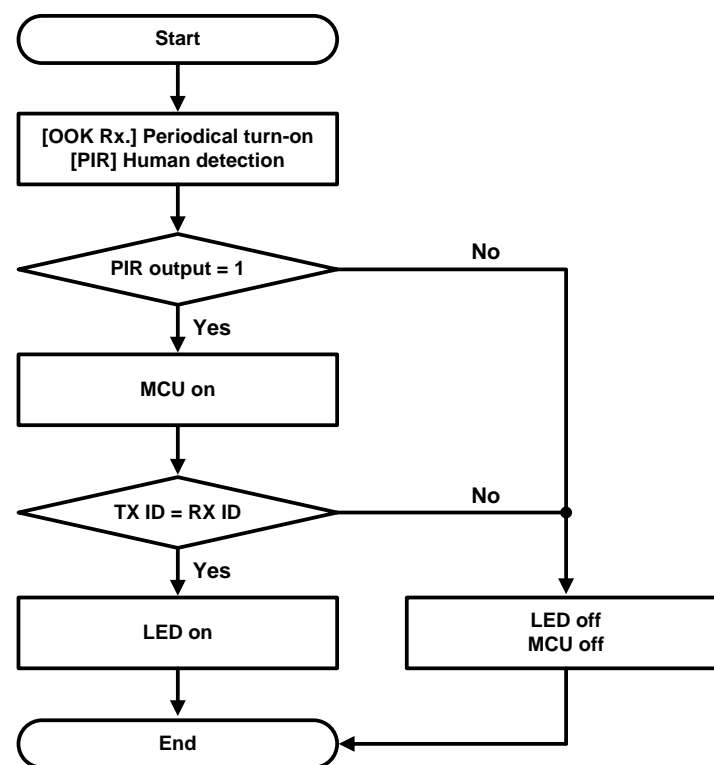 Start
[OOK Rx.] Periodical turn-on
[PIR] Human detection
PIR output = 1
No
Yes
MCU on
TX ID = RX ID
No
Yes
LED on
LED off
MCU off
End